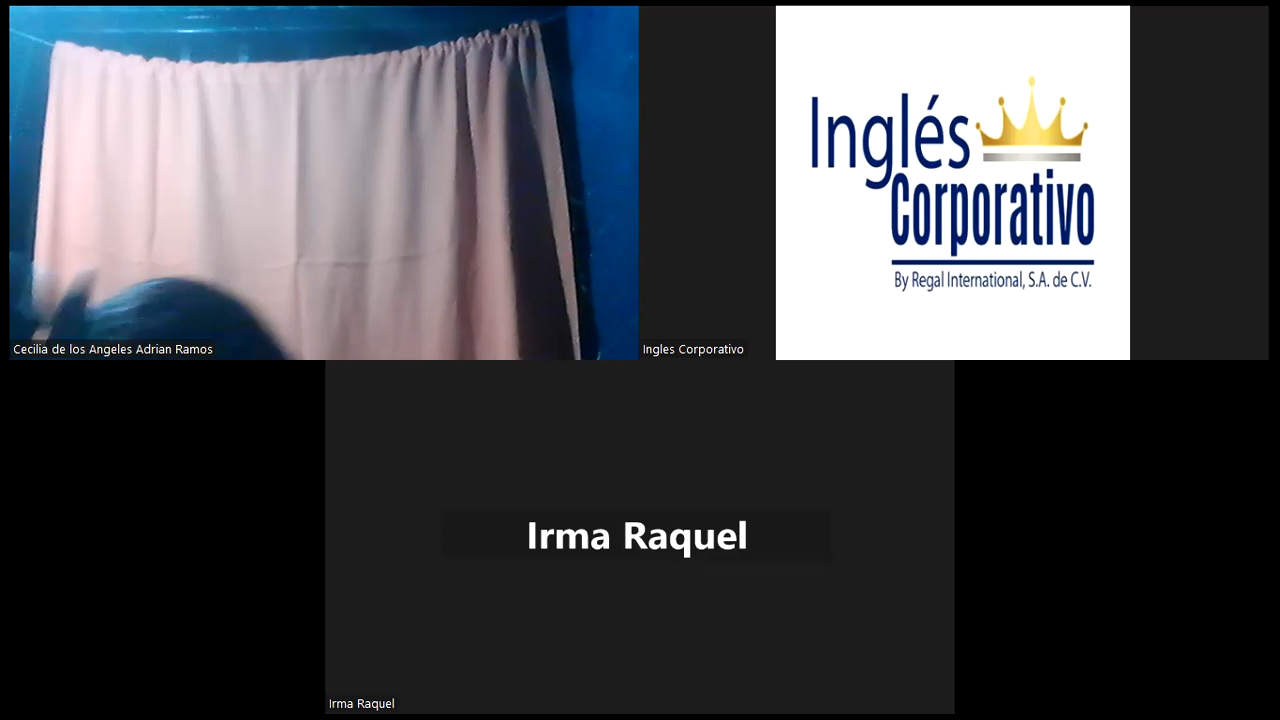 Inglés
Corporativo
By Regal International, S.A. de C.V.
Cecilia de los Angeles Adrian Ramos
Ingles Corporativo
Irma Raquel
Irma Raquel